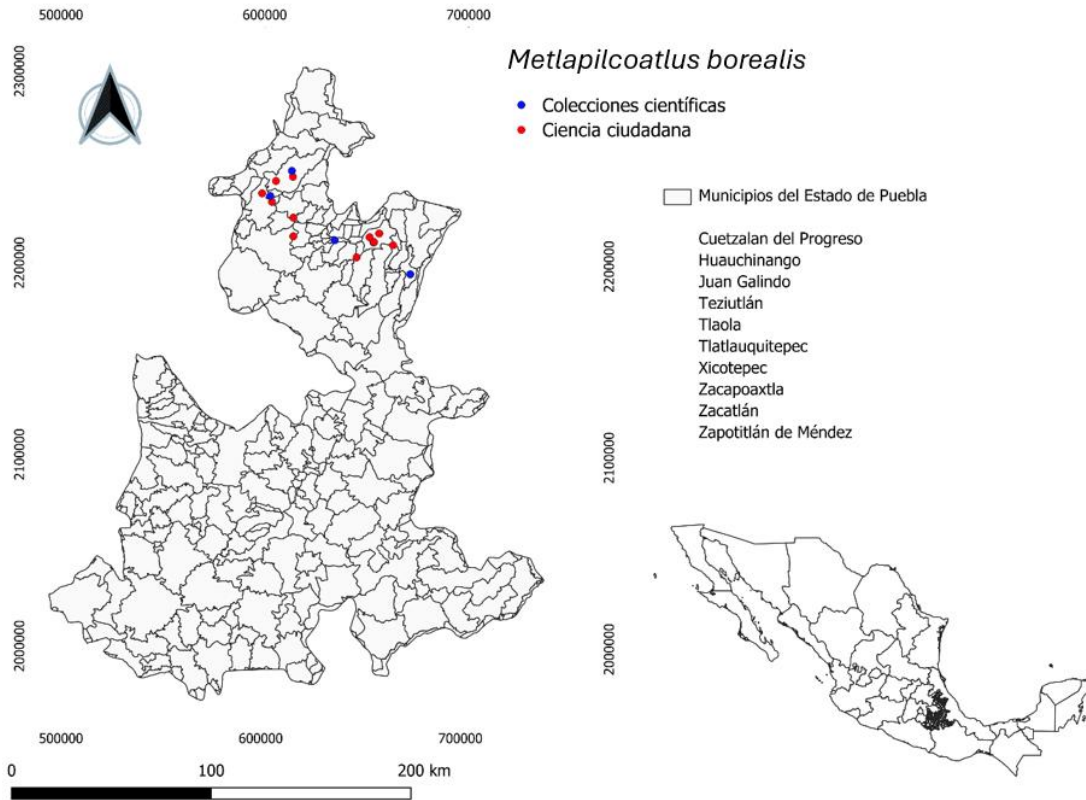 500000 600000 700000
Metlapilcoatlus borealis
Colecciones científicas
Ciencia ciudadana
2300000
Municipios del Estado de Puebla
Cuetzalan del Progreso
2200000 2200000
Huauchinango
Juan Galindo
Teziutlán
Tlaola
Tlatlauquitepec
Xicotepec
Zacapoaxtla
Zacatlán
Zapotitlán de Méndez
2100000 2100000
2000000 2000000
500000 600000 700000
0 100 200 km